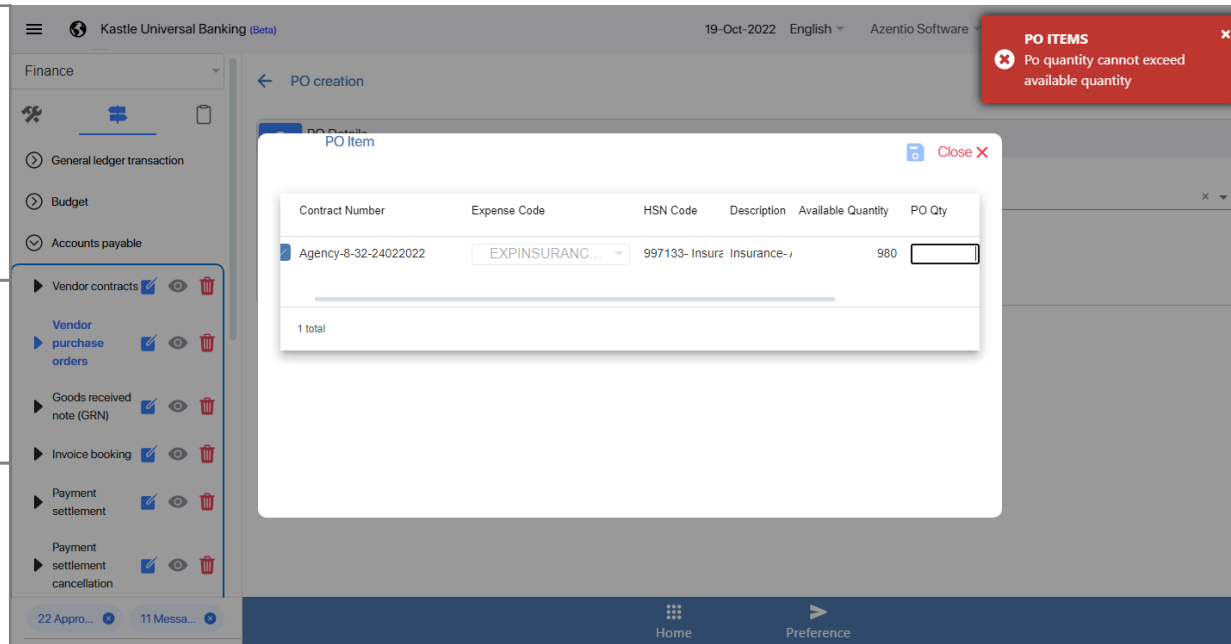 Kastle Universal Banking (Beta)
19-Oct-2022 English Azentio Software
PO ITEMS
Po quantity cannot exceed
available quantity
Finance
PO creation
PO Details
PO Item
Close
General ledger transaction
Budget
Accounts payable
Contract Number Expense Code HSN Code Description Available Quantity PO Qty
Agency-8-32-24022022 EXPINSURANC... 997133- Insura Insurance- 980
1 total
Vendor contracts
Vendor
purchase
orders
Goods received
note (GRN)
Invoice booking
Payment
settlement
Payment
settlement
cancellation
22 Appro... 11 Messa...
Home Preference